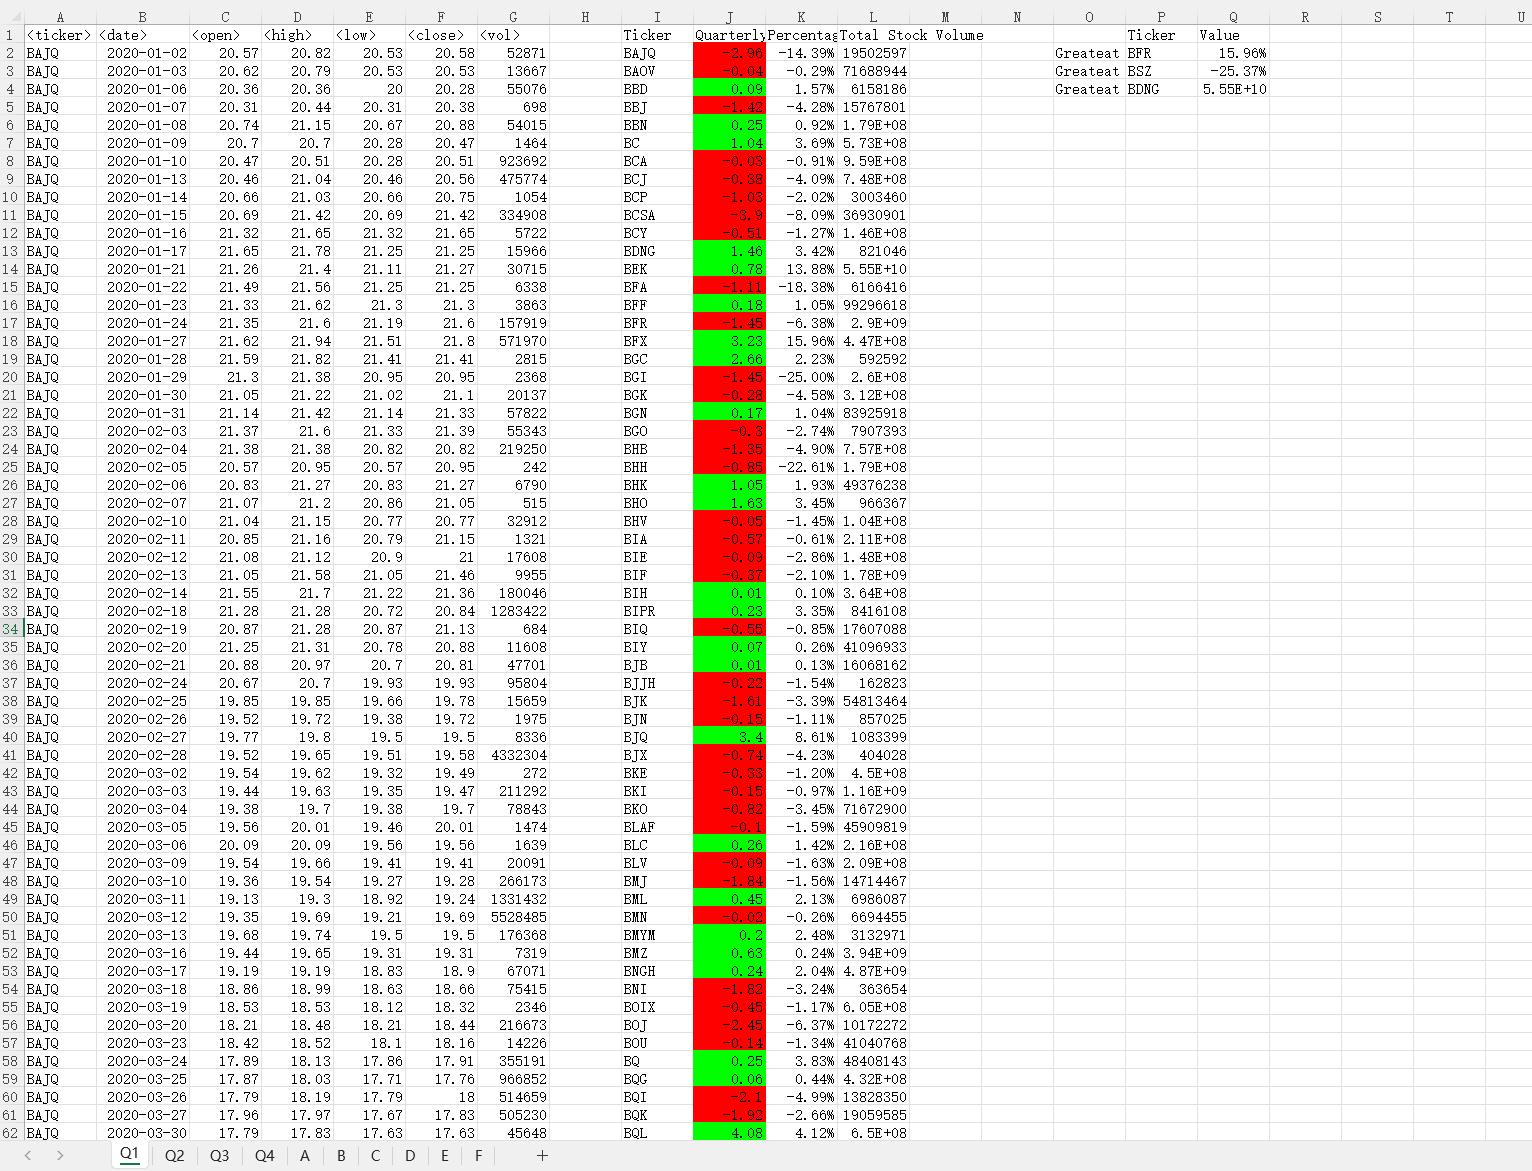 A B C D E F G H I J K L M N O P Q R S T U
1 <ticker> <date> <open> <high> <low> <close> <vol> Ticker Quarterly Percentag Total Stock Volume Ticker Value
2 BAJQ 2020-01-02 20.57 20.82 20.53 20.58 52871 BAJQ -2.96 -14.39% 19502597 Greateat BFR 15.96%
3 BAJQ 2020-01-03 20.62 20.79 20.53 20.53 13667 BAOV -0.04 -0.29% 71688944 Greateat BSZ -25.37%
4 BAJQ 2020-01-06 20.36 20.36 20 20.28 55076 BBD 0.09 1.57% 6158186 Greateat BDNG 5.55E+10
5 BAJQ 2020-01-07 20.31 20.44 20.31 20.38 698 BBJ -1.42 -4.28% 15767801
6 BAJQ 2020-01-08 20.74 21.15 20.67 20.88 54015 BBN 0.25 0.92% 1.79E+08
7 BAJQ 2020-01-09 20.7 20.7 20.28 20.47 1464 BC 1.04 3.69% 5.73E+08
8 BAJQ 2020-01-10 20.47 20.51 20.28 20.51 923692 BCA -0.03 -0.91% 9.59E+08
9 BAJQ 2020-01-13 20.46 21.04 20.46 20.56 475774 BCJ -0.38 -4.09% 7.48E+08
10 BAJQ 2020-01-14 20.66 21.03 20.66 20.75 1054 BCP -1.03 -2.02% 3003460
11 BAJQ 2020-01-15 20.69 21.42 20.69 21.42 334908 BCSA -3.9 -8.09% 36930901
12 BAJQ 2020-01-16 21.32 21.65 21.32 21.65 5722 BCY -0.51 -1.27% 1.46E+08
13 BAJQ 2020-01-17 21.65 21.78 21.25 21.25 15966 BDNG 1.46 3.42% 821046
14 BAJQ 2020-01-21 21.26 21.4 21.11 21.27 30715 BEK 0.78 13.88% 5.55E+10
15 BAJQ 2020-01-22 21.49 21.56 21.25 21.25 6338 BFA -1.11 -18.38% 6166416
16 BAJQ 2020-01-23 21.33 21.62 21.3 21.3 3863 BFF 0.18 1.05% 99296618
17 BAJQ 2020-01-24 21.35 21.6 21.19 21.6 157919 BFR -1.45 -6.38% 2.9E+09
18 BAJQ 2020-01-27 21.62 21.94 21.51 21.8 571970 BFX 3.23 15.96% 4.47E+08
19 BAJQ 2020-01-28 21.59 21.82 21.41 21.41 2815 BGC 2.66 2.23% 592592
20 BAJQ 2020-01-29 21.3 21.38 20.95 20.95 2368 BGI -1.45 -25.00% 2.6E+08
21 BAJQ 2020-01-30 21.05 21.22 21.02 21.1 20137 BGK -0.28 -4.58% 3.12E+08
22 BAJQ 2020-01-31 21.14 21.42 21.14 21.33 57822 BGN 0.17 1.04% 83925918
23 BAJQ 2020-02-03 21.37 21.6 21.33 21.39 55343 BGO -0.3 -2.74% 7907393
24 BAJQ 2020-02-04 21.38 21.38 20.82 20.82 219250 BHB -1.35 -4.90% 7.57E+08
25 BAJQ 2020-02-05 20.57 20.95 20.57 20.95 242 BHH -0.85 -22.61% 1.79E+08
26 BAJQ 2020-02-06 20.83 21.27 20.83 21.27 6790 BHK 1.05 1.93% 49376238
27 BAJQ 2020-02-07 21.07 21.2 20.86 21.05 515 BHO 1.63 3.45% 966367
28 BAJQ 2020-02-10 21.04 21.15 20.77 20.77 32912 BHV -0.05 -1.45% 1.04E+08
29 BAJQ 2020-02-11 20.85 21.16 20.79 21.15 1321 BIA -0.57 -0.61% 2.11E+08
30 BAJQ 2020-02-12 21.08 21.12 20.9 21 17608 BIE -0.09 -2.86% 1.48E+08
31 BAJQ 2020-02-13 21.05 21.58 21.05 21.46 9955 BIF -0.37 -2.10% 1.78E+09
32 BAJQ 2020-02-14 21.55 21.7 21.22 21.36 180046 BIH 0.01 0.10% 3.64E+08
33 BAJQ 2020-02-18 21.28 21.28 20.72 20.84 1283422 BIPR 0.23 3.35% 8416108
34 BAJQ 2020-02-19 20.87 21.28 20.87 21.13 684 BIQ -0.55 -0.85% 17607088
35 BAJQ 2020-02-20 21.25 21.31 20.78 20.88 11608 BIY 0.07 0.26% 41096933
36 BAJQ 2020-02-21 20.88 20.97 20.7 20.81 47701 BJB 0.01 0.13% 16068162
37 BAJQ 2020-02-24 20.67 20.7 19.93 19.93 95804 BJJH -0.22 -1.54% 162823
38 BAJQ 2020-02-25 19.85 19.85 19.66 19.78 15659 BJK -1.61 -3.39% 54813464
39 BAJQ 2020-02-26 19.52 19.72 19.38 19.72 1975 BJN -0.15 -1.11% 857025
40 BAJQ 2020-02-27 19.77 19.8 19.5 19.5 8336 BJQ 3.4 8.61% 1083399
41 BAJQ 2020-02-28 19.52 19.65 19.51 19.58 4332304 BJX -0.74 -4.23% 404028
42 BAJQ 2020-03-02 19.54 19.62 19.32 19.49 272 BKE -0.33 -1.20% 4.5E+08
43 BAJQ 2020-03-03 19.44 19.63 19.35 19.47 211292 BKI -0.15 -0.97% 1.16E+09
44 BAJQ 2020-03-04 19.38 19.7 19.38 19.7 78843 BKO -0.82 -3.45% 71672900
45 BAJQ 2020-03-05 19.56 20.01 19.46 20.01 1474 BLAF -0.1 -1.59% 45909819
46 BAJQ 2020-03-06 20.09 20.09 19.56 19.56 1639 BLC 0.26 1.42% 2.16E+08
47 BAJQ 2020-03-09 19.54 19.66 19.41 19.41 20091 BLV -0.09 -1.63% 2.09E+08
48 BAJQ 2020-03-10 19.36 19.54 19.27 19.28 266173 BMJ -1.84 -1.56% 14714467
49 BAJQ 2020-03-11 19.13 19.3 18.92 19.24 1331432 BML 0.45 2.13% 6986087
50 BAJQ 2020-03-12 19.35 19.69 19.21 19.69 5528485 BMN -0.02 -0.26% 6694455
51 BAJQ 2020-03-13 19.68 19.74 19.5 19.5 176368 BMYM 0.2 2.48% 3132971
52 BAJQ 2020-03-16 19.44 19.65 19.31 19.31 7319 BMZ 0.63 0.24% 3.94E+09
53 BAJQ 2020-03-17 19.19 19.19 18.83 18.9 67071 BNGH 0.24 2.04% 4.87E+09
54 BAJQ 2020-03-18 18.86 18.99 18.63 18.66 75415 BNI -1.82 -3.24% 363654
55 BAJQ 2020-03-19 18.53 18.53 18.12 18.32 2346 BOIX -0.45 -1.17% 6.05E+08
56 BAJQ 2020-03-20 18.21 18.48 18.21 18.44 216673 BOJ -2.45 -6.37% 10172272
57 BAJQ 2020-03-23 18.42 18.52 18.1 18.16 14226 BOU -0.14 -1.34% 41040768
58 BAJQ 2020-03-24 17.89 18.13 17.86 17.91 355191 BQ 0.25 3.83% 48408143
59 BAJQ 2020-03-25 17.87 18.03 17.71 17.76 966852 BQG 0.06 0.44% 4.32E+08
60 BAJQ 2020-03-26 17.79 18.19 17.79 18 514659 BQI -2.1 -4.99% 13828350
61 BAJQ 2020-03-27 17.96 17.97 17.67 17.83 505230 BQK -1.92 -2.66% 19059585
62 BAJQ 2020-03-30 17.79 17.83 17.63 17.63 45648 BQL 4.08 4.12% 6.5E+08
Q1 Q2 Q3 Q4 A B C D E F +